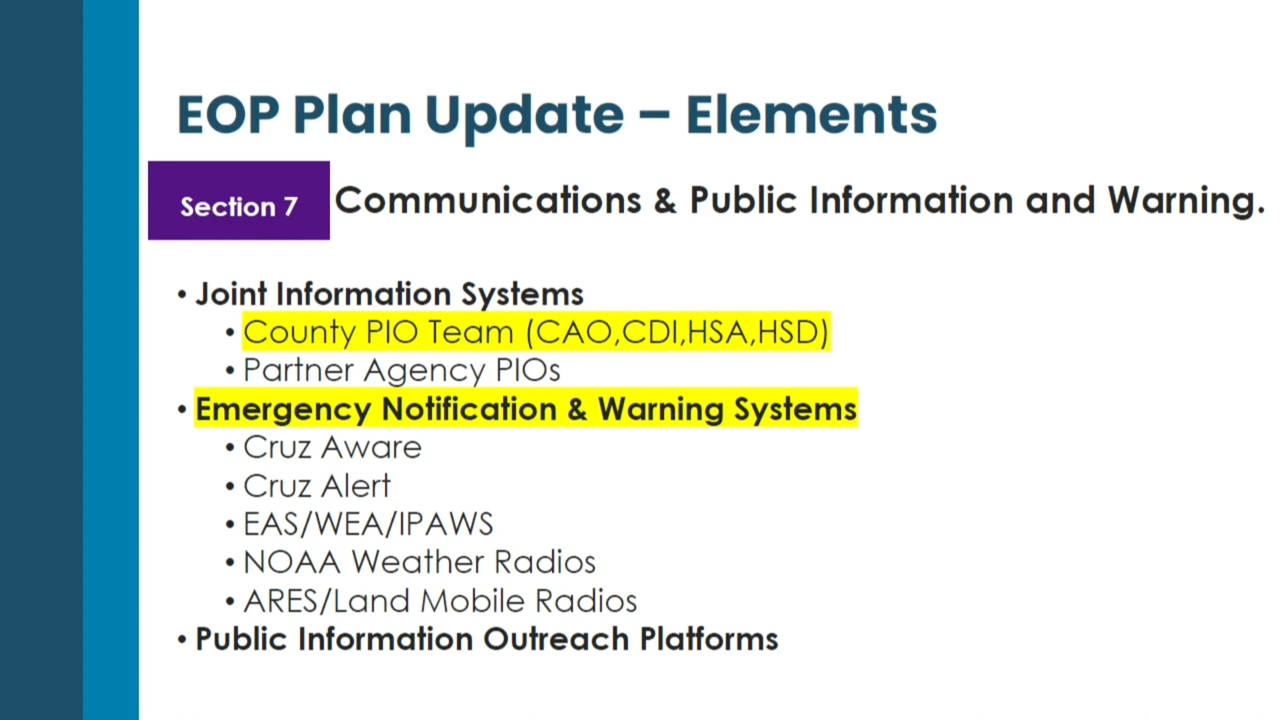 EOP Plan Update – Elements
Section 7
Communications & Public Information and Warning.
• Joint Information Systems
• County PIO Team (CAO,CDI,HSA,HSD)
• Partner Agency PIOs
• Emergency Notification & Warning Systems
• Cruz Aware
• Cruz Alert
• EAS/WEA/IPAWS
• NOAA Weather Radios
• ARES/Land Mobile Radios
• Public Information Outreach Platforms